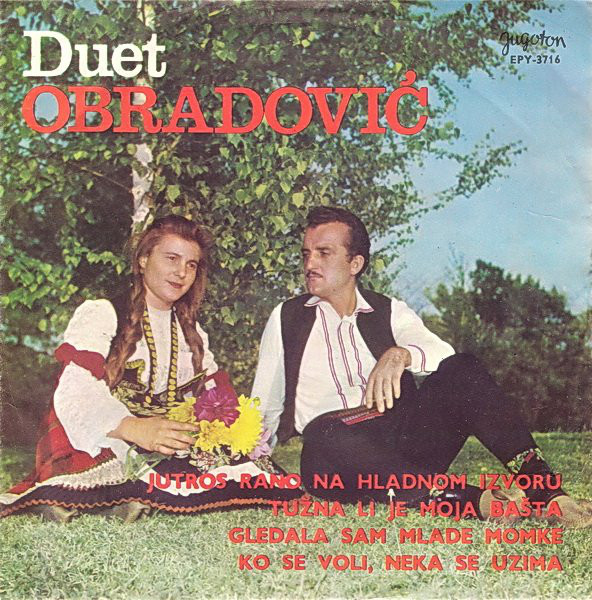 Duet
OBRADOVIĆ
jugoton
EPY-3716
JUTROS RANO NA HLADNOM IZVORU
TUŽNA LI JE MOJA BAŠTA
GLEDALA SAM MLADE MOMKE
KO SE VOLI, NEKA SE UZIMA